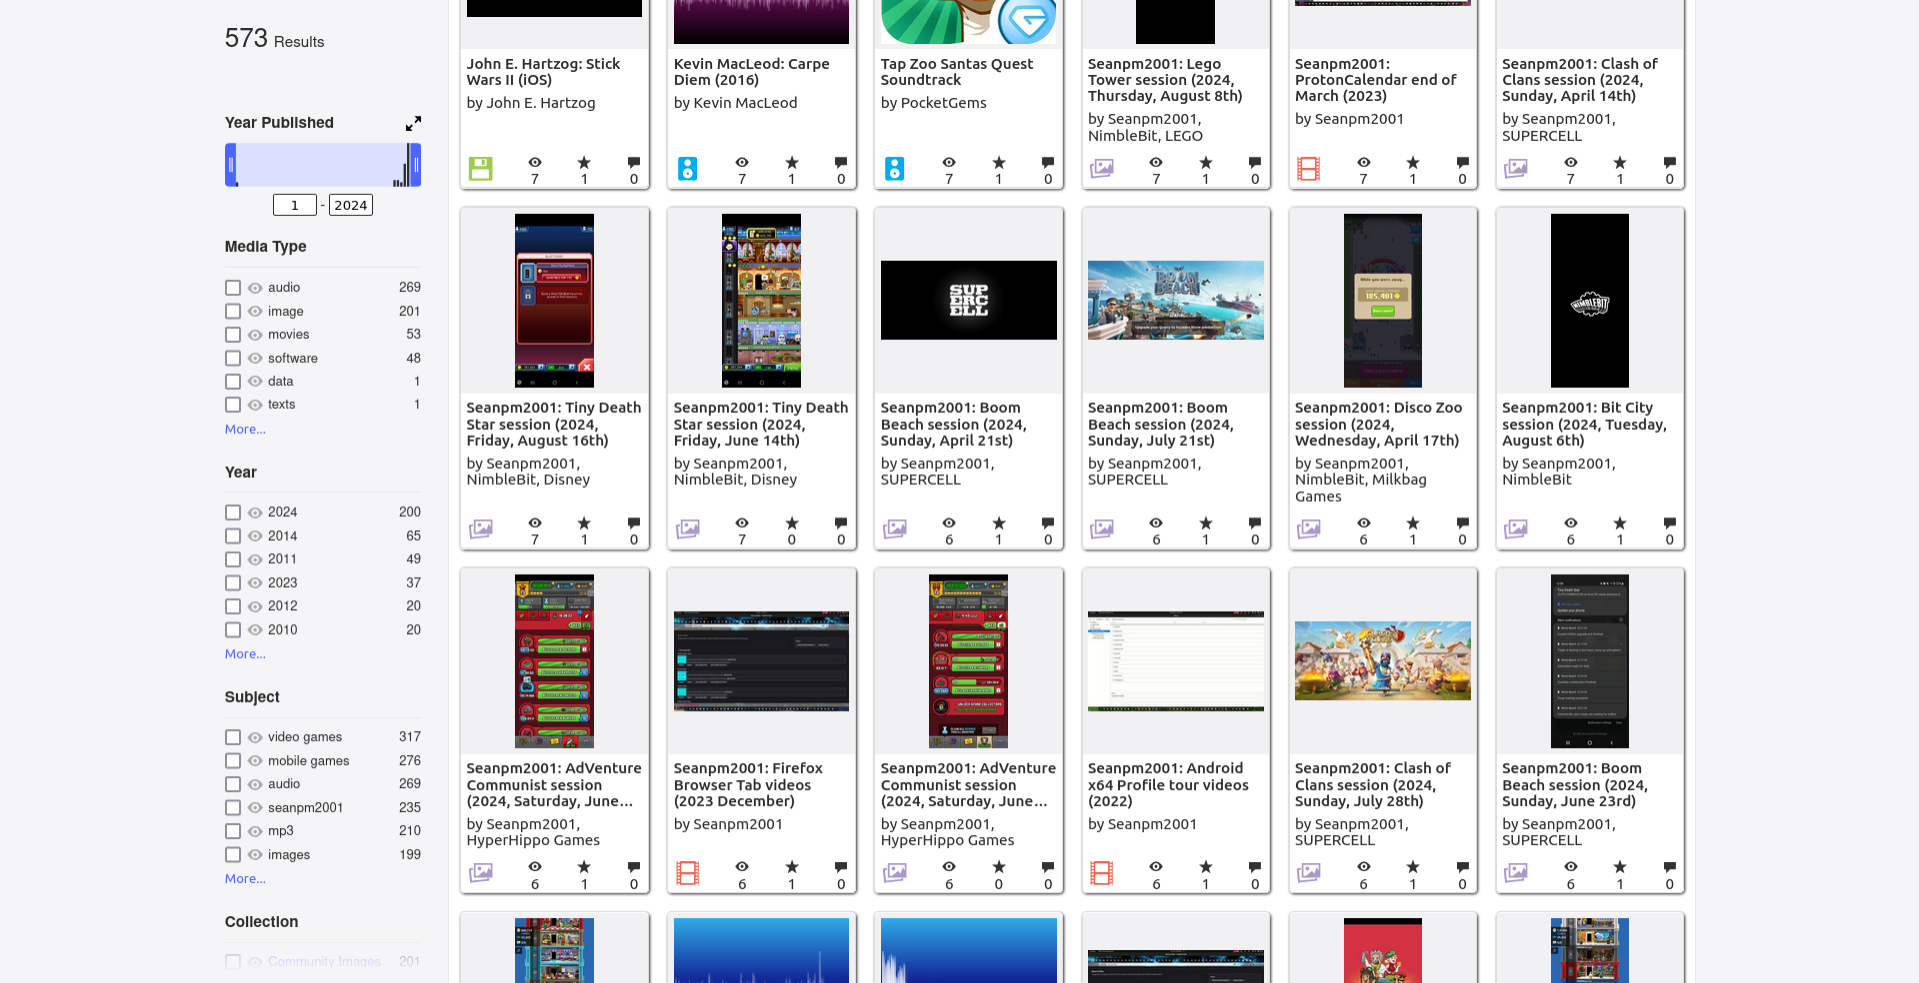 573 Results
Year Published
1 - 2024
Media Type
audio 269
image 201
movies 53
software 48
data 1
texts 1
More...
Year
2024 200
2014 65
2011 49
2023 37
2012 20
2010 20
More...
Subject
video games 317
mobile games 276
audio 269
seanpm2001 235
mp3 210
images 199
More...
Collection
Community Images 201
John E. Hartzog: Stick
Wars II (iOS)
by John E. Hartzog
7 1 0
Kevin MacLeod: Carpe
Diem (2016)
by Kevin MacLeod
7 1 0
Tap Zoo Santas Quest
Soundtrack
by PocketGems
7 1 0
Seanpm2001: Lego
Tower session (2024,
Thursday, August 8th)
by Seanpm2001,
NimbleBit, LEGO
7 1 0
Seanpm2001:
ProtonCalendar end of
March (2023)
by Seanpm2001
7 1 0
Seanpm2001: Clash of
Clans session (2024,
Sunday, April 14th)
by Seanpm2001,
SUPERCELL
7 1 0
Seanpm2001: Tiny Death
Star session (2024,
Friday, August 16th)
by Seanpm2001,
NimbleBit, Disney
7 1 0
Seanpm2001: Tiny Death
Star session (2024,
Friday, June 14th)
by Seanpm2001,
NimbleBit, Disney
7 0 0
SUP
ERC
ELL
Seanpm2001: Boom
Beach session (2024,
Sunday, April 21st)
by Seanpm2001,
SUPERCELL
6 1 0
BOOM
BEACH
Seanpm2001: Boom
Beach session (2024,
Sunday, July 21st)
by Seanpm2001,
SUPERCELL
6 1 0
While you were away...
185,401
Seanpm2001: Disco Zoo
session (2024,
Wednesday, April 17th)
by Seanpm2001,
NimbleBit, Milkbag
Games
6 1 0
NIMBLEBIT
Seanpm2001: Bit City
session (2024, Tuesday,
August 6th)
by Seanpm2001,
NimbleBit
6 1 0
Seanpm2001: AdVenture
Communist session
(2024, Saturday, June...
by Seanpm2001,
HyperHippo Games
6 1 0
Seanpm2001: Firefox
Browser Tab videos
(2023 December)
by Seanpm2001
6 1 0
Seanpm2001: AdVenture
Communist session
(2024, Saturday, June...
by Seanpm2001,
HyperHippo Games
6 0 0
Seanpm2001: Android
x64 Profile tour videos
(2022)
by Seanpm2001
6 1 0
Seanpm2001: Clash of
Clans session (2024,
Sunday, July 28th)
by Seanpm2001,
SUPERCELL
6 1 0
Seanpm2001: Boom
Beach session (2024,
Sunday, June 23rd)
by Seanpm2001,
SUPERCELL
6 1 0